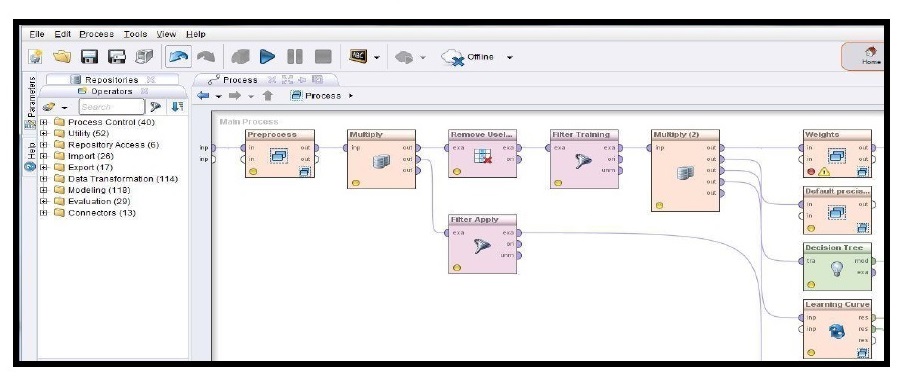 File Edit Process Tools View Help
Offline
Home
Parameters
Help
Repositories
Operators
Search
Process Control (40)
Utility (52)
Repository Access (6)
Import (26)
Export (17)
Data Transformation (114)
Modeling (118)
Evaluation (29)
Connectors (13)
Process
Process
Main Process
inp
inp
Preprocess
in out
in out
out
Multiply
inp out
out
out
Remove Usel...
exa exa
ori
Filter Training
exa exa
ori
unm
Multiply (2)
inp out
out
out
out
out
Filter Apply
exa exa
ori
unm
Weights
in out
in out
Default precis...
in out
in
Decision Tree
tra mod
exa
Learning Curve
inp res
inp res
res